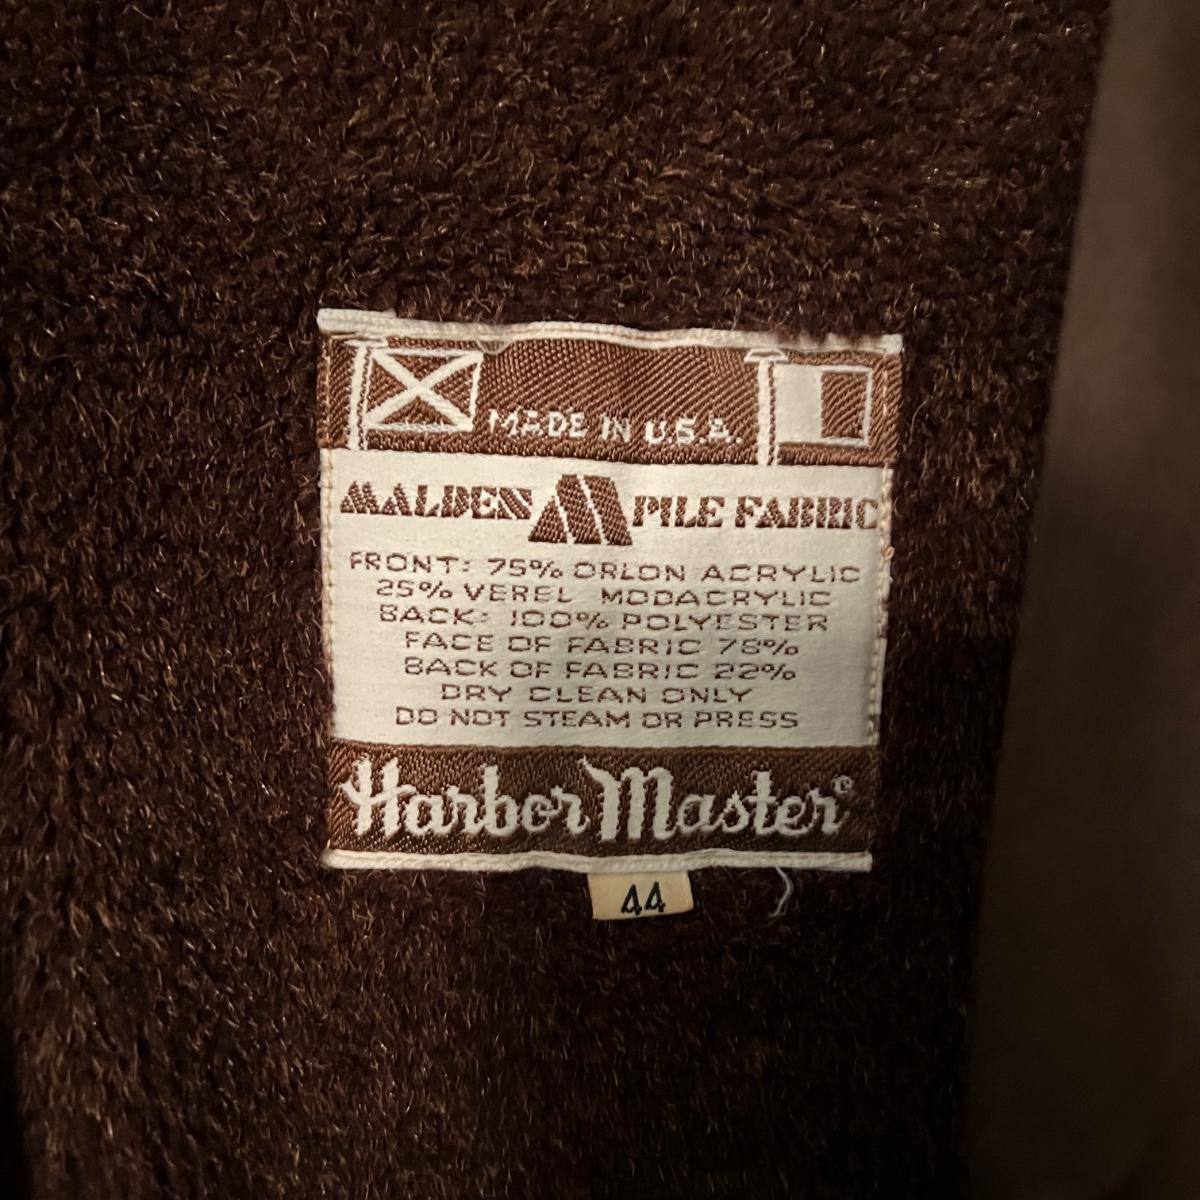 MADE IN U.S.A.
MALDEN M PILE FABRIC
FRONT: 75% ORLON ACRYLIC
25% VEREL MODACRYLIC
BACK: 100% POLYESTER
FACE OF FABRIC 78%
BACK OF FABRIC 22%
DRY CLEAN ONLY
DO NOT STEAM OR PRESS
Harbor Master®
44